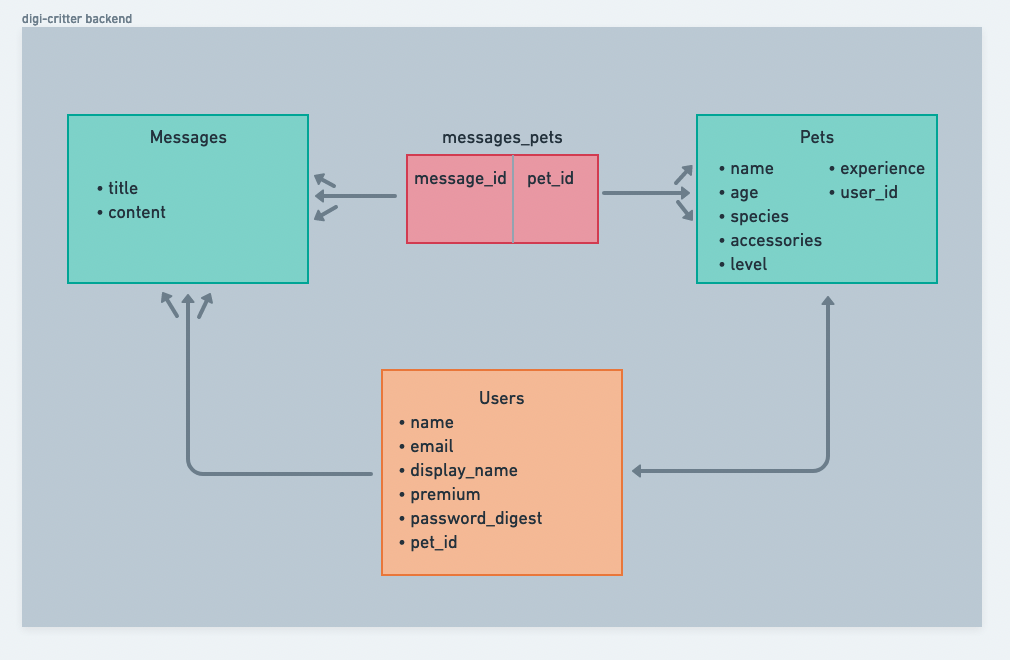 digi-critter backend
Messages
• title
• content
messages_pets
message_id pet_id
Pets
• name
• age
• species
• accessories
• level
• experience
• user_id
Users
• name
• email
• display_name
• premium
• password_digest
• pet_id